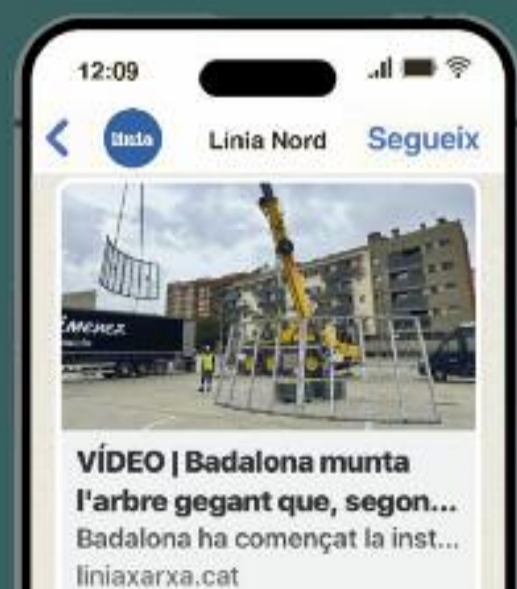 12:09
línia
Linia Nord
Segueix
VÍDEO | Badalona munta
l'arbre gegant que, segon...
Badalona ha començat la inst...
liniaxarxa.cat